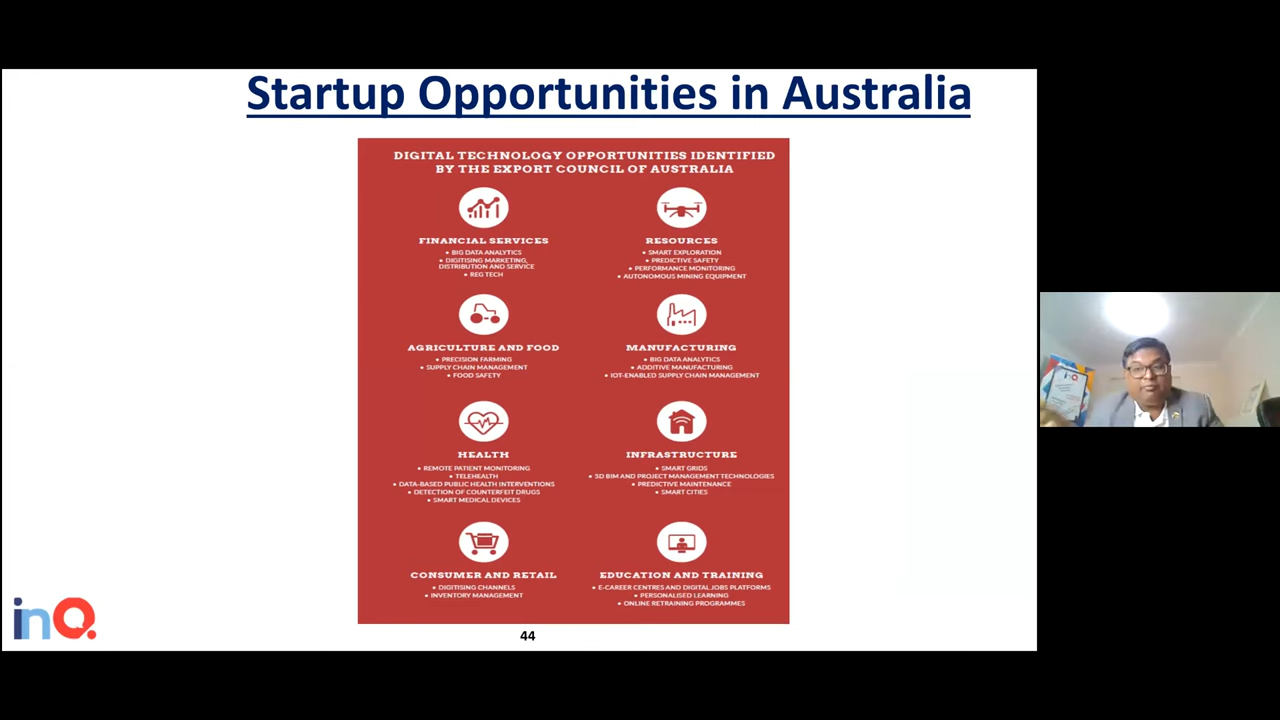 Startup Opportunities in Australia
DIGITAL TECHNOLOGY OPPORTUNITIES IDENTIFIED
BY THE EXPORT COUNCIL OF AUSTRALIA
FINANCIAL SERVICES
• BIG DATA ANALYTICS
• DIGITISING MARKETING,
DISTRIBUTION AND SERVICE
• REG TECH
RESOURCES
• SMART EXPLORATION
• PREDICTIVE SAFETY
• PERFORMANCE MONITORING
• AUTONOMOUS MINING EQUIPMENT
AGRICULTURE AND FOOD
• PRECISION FARMING
• SUPPLY CHAIN MANAGEMENT
• FOOD SAFETY
MANUFACTURING
• BIG DATA ANALYTICS
• ADDITIVE MANUFACTURING
• IOT-ENABLED SUPPLY CHAIN MANAGEMENT
HEALTH
• REMOTE PATIENT MONITORING
• TELEHEALTH
• DATA-BASED PUBLIC HEALTH INTERVENTIONS
• DETECTION OF COUNTERFEIT DRUGS
• SMART MEDICAL DEVICES
INFRASTRUCTURE
• SMART GRIDS
• 3D BIM AND PROJECT MANAGEMENT TECHNOLOGIES
• PREDICTIVE MAINTENANCE
• SMART CITIES
CONSUMER AND RETAIL
• DIGITISING CHANNELS
• INVENTORY MANAGEMENT
EDUCATION AND TRAINING
• E-CAREER CENTRES AND DIGITAL JOBS PLATFORMS
• PERSONALISED LEARNING
• ONLINE RETRAINING PROGRAMMES
inQ.
44
inQ